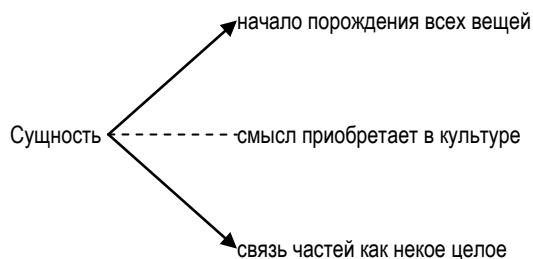 начало порождения всех вещей
Сущность
смысл приобретает в культуре
связь частей как некое целое